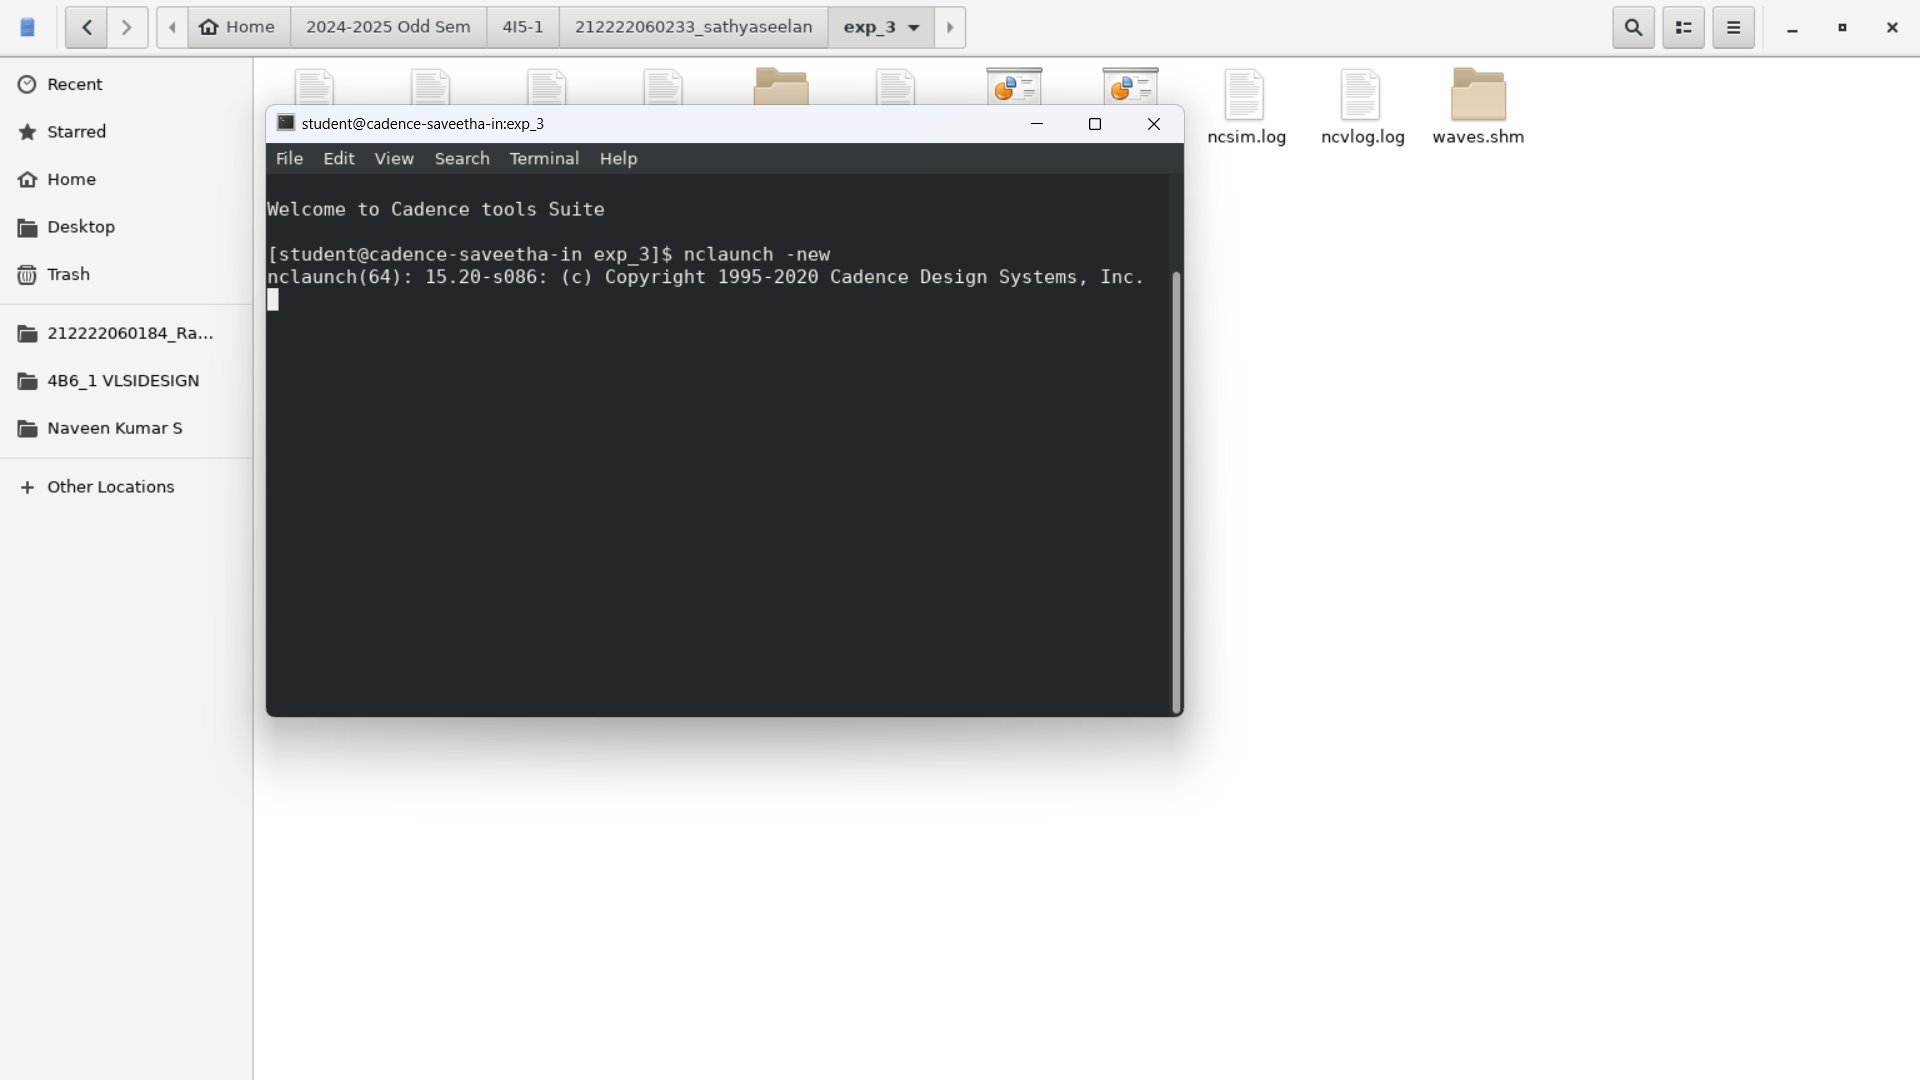 Home
2024-2025 Odd Sem
4I5-1
212222060233_sathyaseelan
exp_3
Recent
Starred
Home
Desktop
Trash
212222060184_Ra...
4B6_1 VLSIDESIGN
Naveen Kumar S
Other Locations
ncsim.log
ncvlog.log
waves.shm
student@cadence-saveetha-in:exp_3
File Edit View Search Terminal Help
Welcome to Cadence tools Suite
[student@cadence-saveetha-in exp_3]$ nclaunch -new
nclaunch(64): 15.20-s086: (c) Copyright 1995-2020 Cadence Design Systems, Inc.